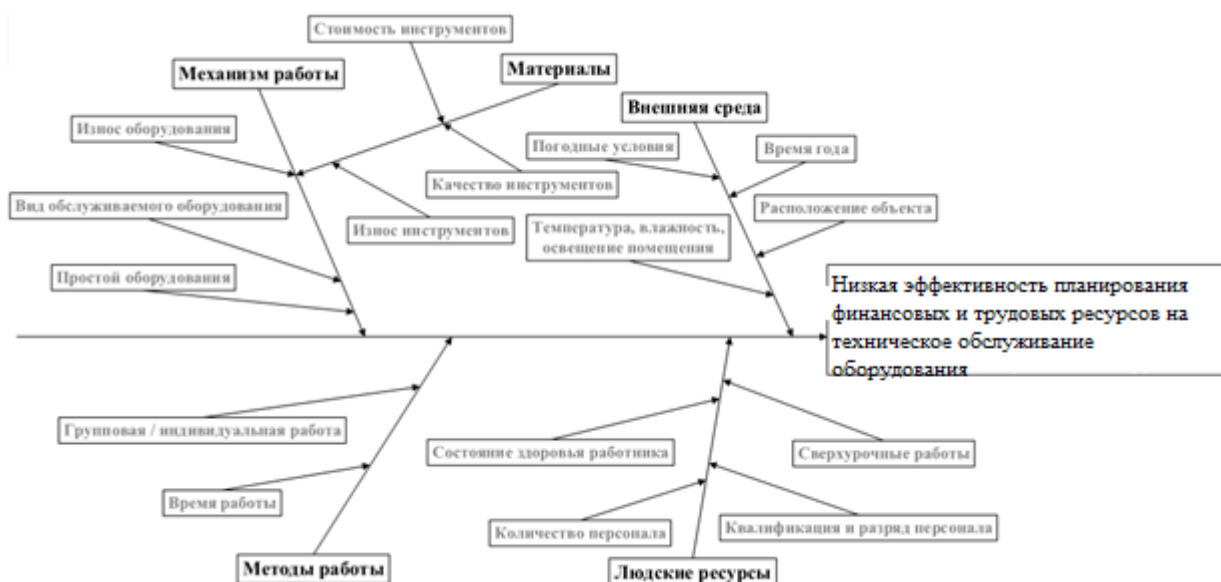 Стоимость инструментов
Механизм работы
Материалы
Внешняя среда
Износ оборудования
Погодные условия
Время года
Качество инструментов
Вид обслуживаемого оборудования
Износ инструментов
Расположение объекта
Температура, влажность,
освещение помещения
Простой оборудования
Низкая эффективность планирования
финансовых и трудовых ресурсов на
техническое обслуживание
оборудования
Групповая / индивидуальная работа
Состояние здоровья работника
Сверхурочные работы
Время работы
Количество персонала
Квалификация и разряд персонала
Методы работы
Людские ресурсы